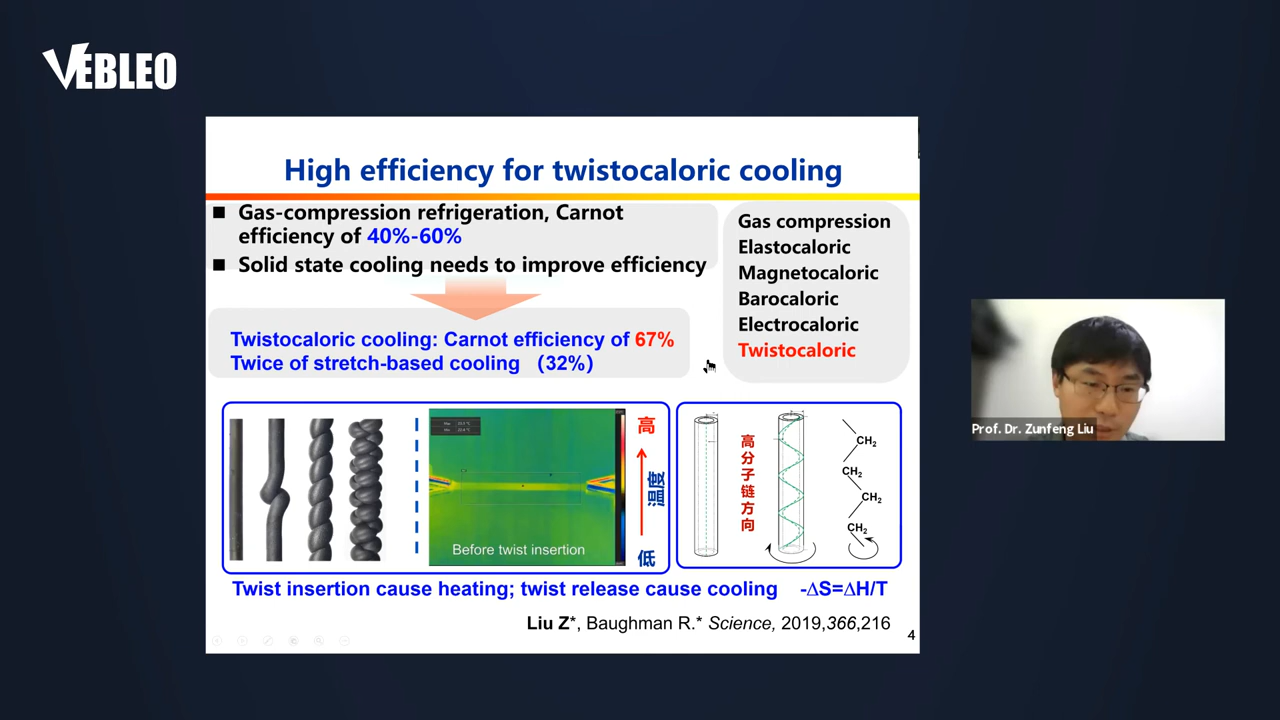 VEBLEO
High efficiency for twistocaloric cooling
■ Gas-compression refrigeration, Carnot
efficiency of 40%-60%
■ Solid state cooling needs to improve efficiency
Twistocaloric cooling: Carnot efficiency of 67%
Twice of stretch-based cooling （32%）
Gas compression
Elastocaloric
Magnetocaloric
Barocaloric
Electrocaloric
Twistocaloric
Before twist insertion
高
温度
低
高分子链方向
CH2
CH2
CH2
CH2
Twist insertion cause heating; twist release cause cooling -ΔS=ΔH/T
Liu Z*, Baughman R.* Science, 2019,366,216
4
Prof. Dr. Zunfeng Liu